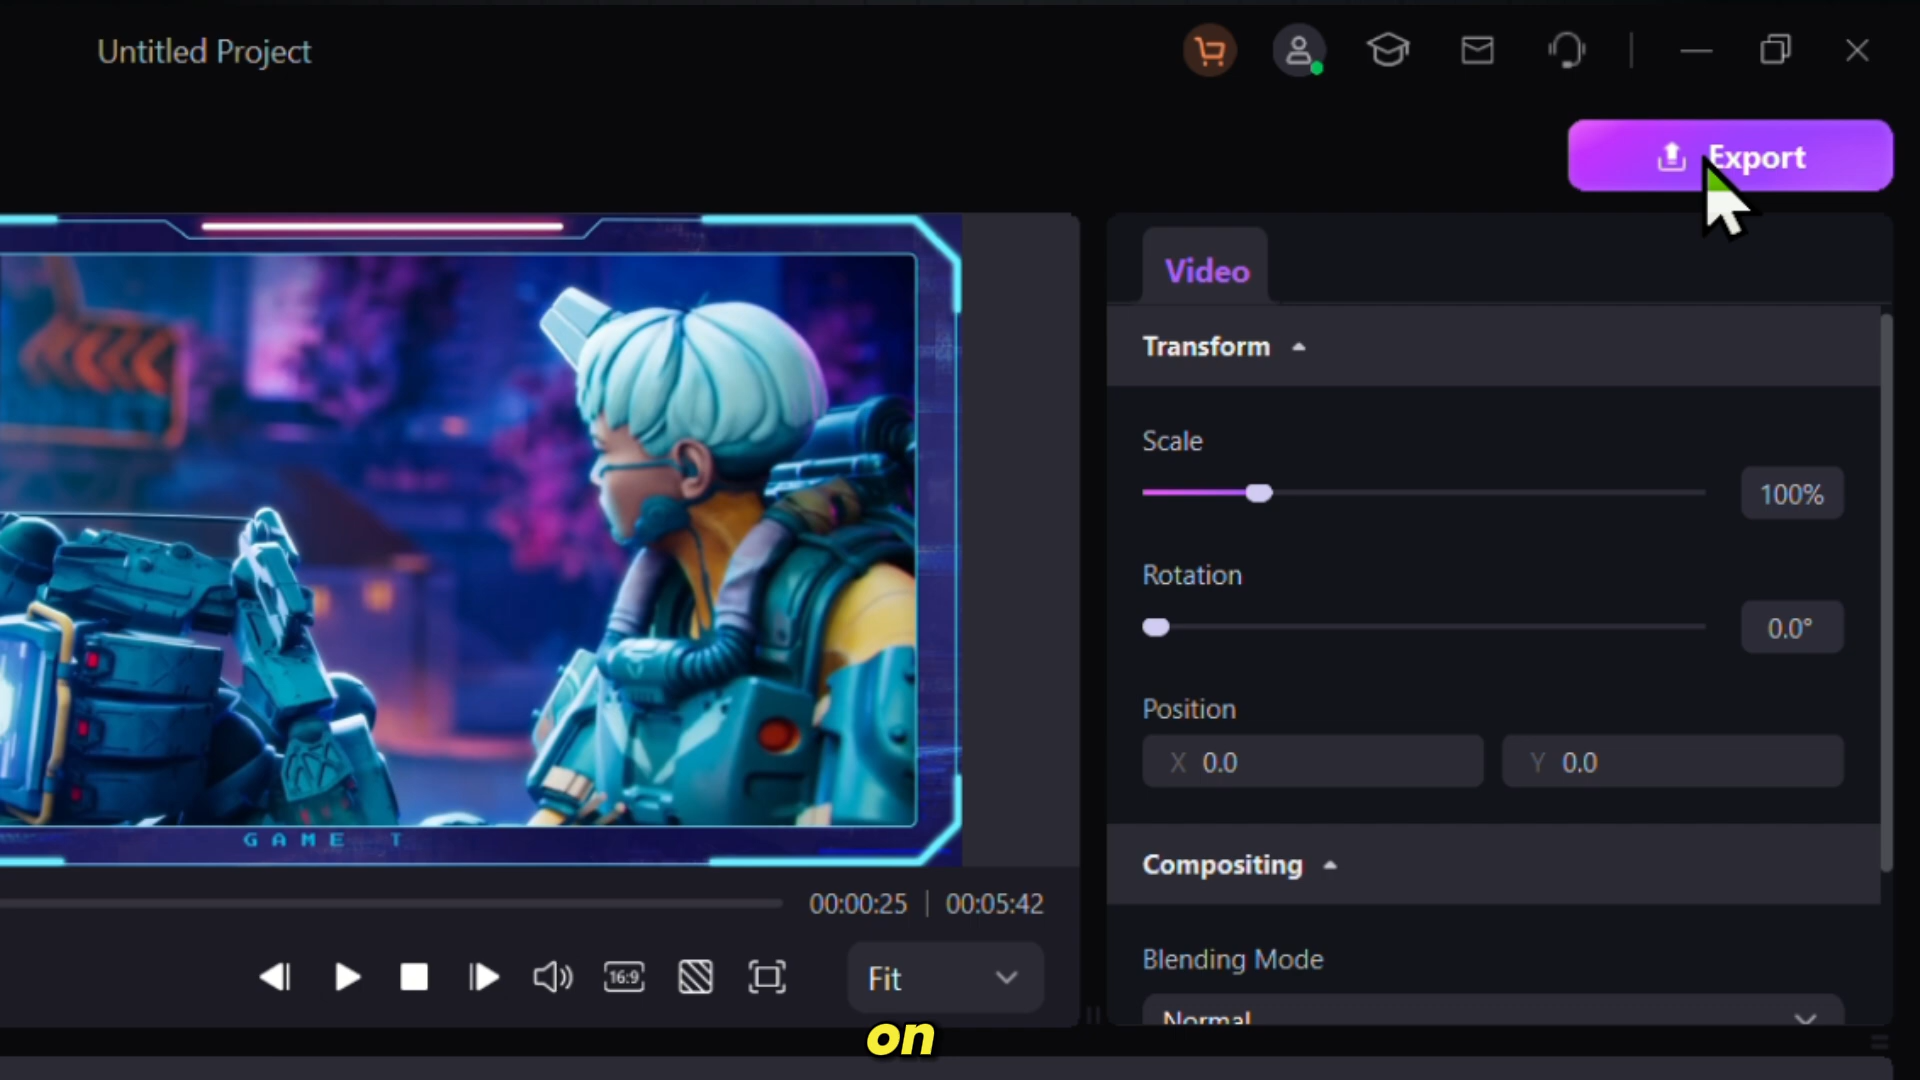 Untitled Project
Export
Video
Transform
Scale
100%
Rotation
0.0°
Position
X 0.0
Y 0.0
GAME T
Compositing
00:00:25 | 00:05:42
Blending Mode
16:9
Fit
Normal
on